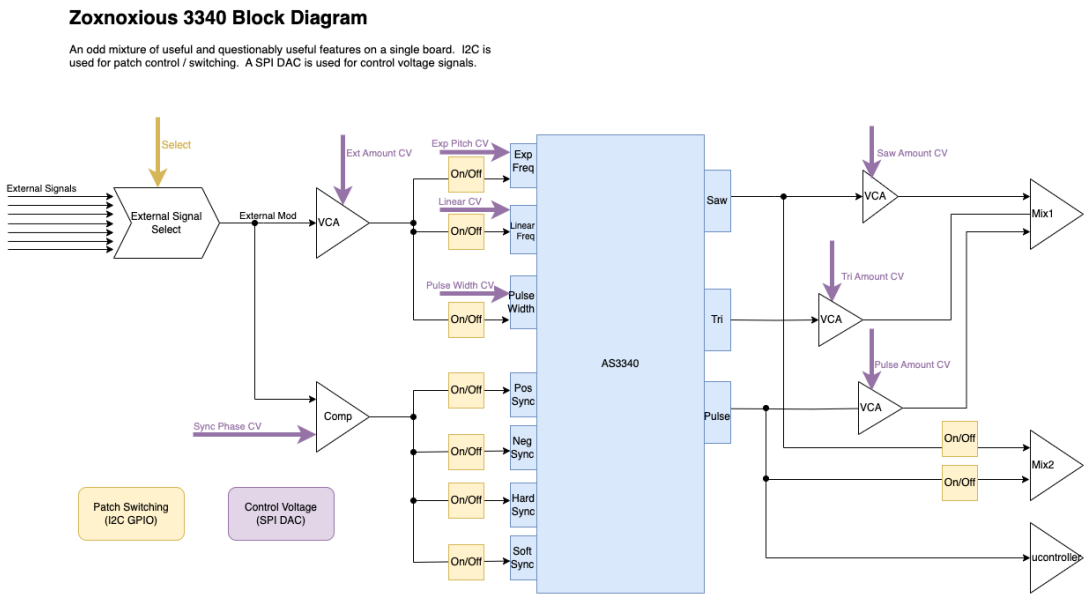 Zoxnoxious 3340 Block Diagram
An odd mixture of useful and questionably useful features on a single board. I2C is
used for patch control / switching. A SPI DAC is used for control voltage signals.
Select
External Signals
External Signal
Select
External Mod
Ext Amount CV
VCA
Exp Pitch CV
On/Off
Exp
Freq
Linear CV
On/Off
Linear
Freq
Pulse Width CV
On/Off
Pulse
Width
Sync Phase CV
Comp
On/Off
Pos
Sync
On/Off
Neg
Sync
On/Off
Hard
Sync
On/Off
Soft
Sync
AS3340
Saw
Tri
Pulse
Saw Amount CV
VCA
Tri Amount CV
VCA
Pulse Amount CV
VCA
Mix1
On/Off
On/Off
Mix2
ucontroller
Patch Switching
(I2C GPIO)
Control Voltage
(SPI DAC)